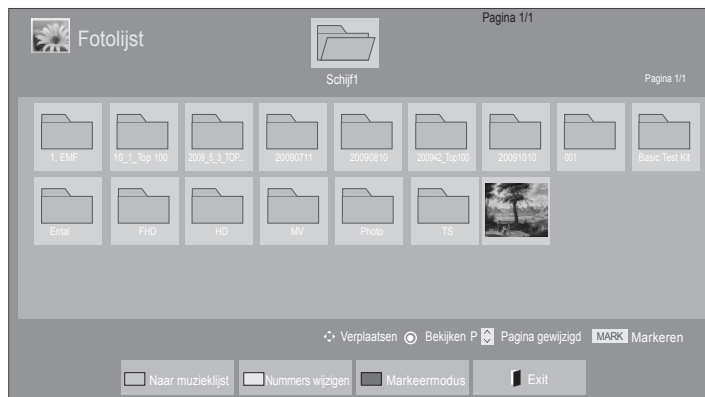 Pagina 1/1
Fotolijst
Schijf1
Pagina 1/1
1. EMF 10_1_Top 100 2009_5_3_TOP... 20090711 20090610 200942_Top100 20091010 001 Basic Test Kit
Ental FHD HD MV Photo TS
Verplaatsen Bekijken P Pagina gewijzigd MARK Markeren
Naar muzieklijst Nummers wijzigen Markeermodus Exit